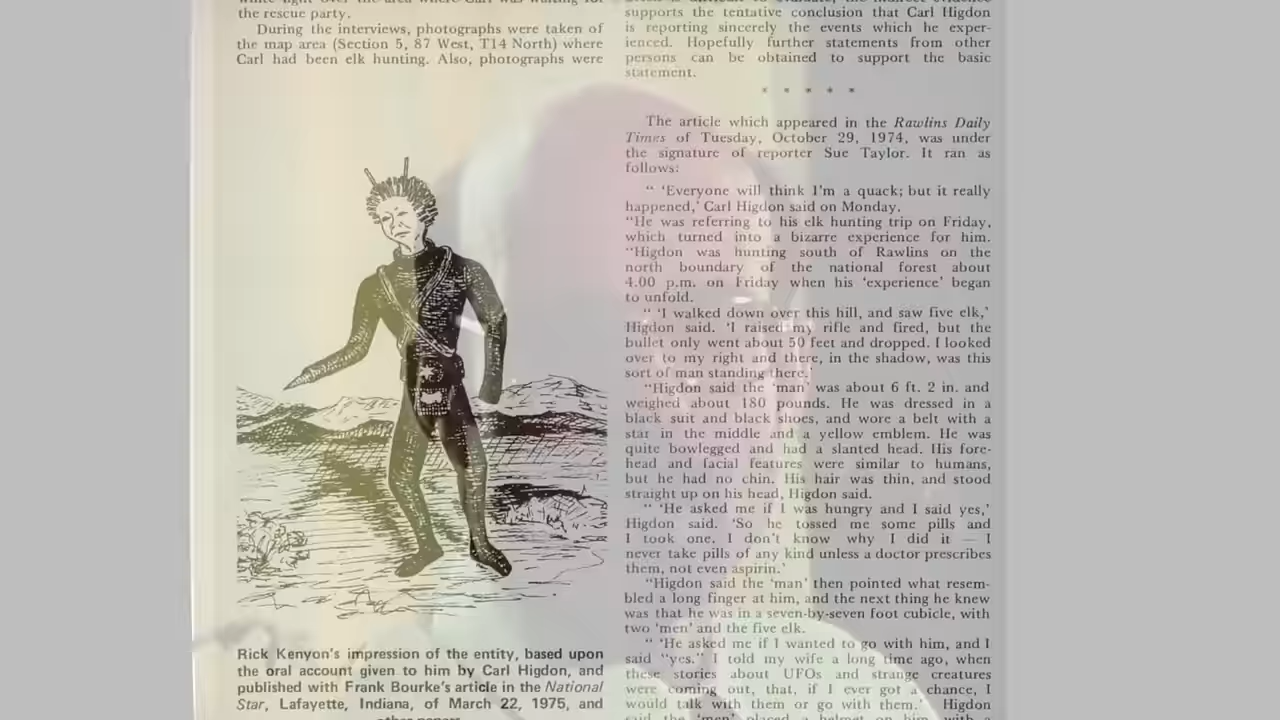 the rescue party.
During the interviews, photographs were taken of
the map area (Section 5, 87 West, T14 North) where
Carl had been elk hunting. Also, photographs were
Rick Kenyon's impression of the entity, based upon
the oral account given to him by Carl Higdon, and
published with Frank Bourke's article in the National
Star, Lafayette, Indiana, of March 22, 1975, and
supports the tentative conclusion that Carl Higdon
is reporting sincerely the events which he exper-
ienced. Hopefully further statements from other
persons can be obtained to support the basic
statement.
* * * * *
The article which appeared in the Rawlins Daily
Times of Tuesday, October 29, 1974, was under
the signature of reporter Sue Taylor. It ran as
follows:
“ ‘Everyone will think I'm a quack; but it really
happened,’ Carl Higdon said on Monday.
“He was referring to his elk hunting trip on Friday,
which turned into a bizarre experience for him.
“Higdon was hunting south of Rawlins on the
north boundary of the national forest about
4.00 p.m. on Friday when his ‘experience’ began
to unfold.
“ ‘I walked down over this hill, and saw five elk,’
Higdon said. ‘I raised my rifle and fired, but the
bullet only went about 50 feet and dropped. I looked
over to my right and there, in the shadow, was this
sort of man standing there.’
“Higdon said the ‘man’ was about 6 ft. 2 in. and
weighed about 180 pounds. He was dressed in a
black suit and black shoes, and wore a belt with a
star in the middle and a yellow emblem. He was
quite bowlegged and had a slanted head. His fore-
head and facial features were similar to humans,
but he had no chin. His hair was thin, and stood
straight up on his head, Higdon said.
“ ‘He asked me if I was hungry and I said yes,’
Higdon said. ‘So he tossed me some pills and
I took one. I don't know why I did it — I
never take pills of any kind unless a doctor prescribes
them, not even aspirin.’
“Higdon said the ‘man’ then pointed what resem-
bled a long finger at him, and the next thing he knew
was that he was in a seven-by-seven foot cubicle, with
two ‘men’ and the five elk.
“ ‘He asked me if I wanted to go with him, and I
said “yes.” I told my wife a long time ago, when
these stories about UFOs and strange creatures
were coming out, that, if I ever got a chance, I
would talk with them or go with them.’ Higdon